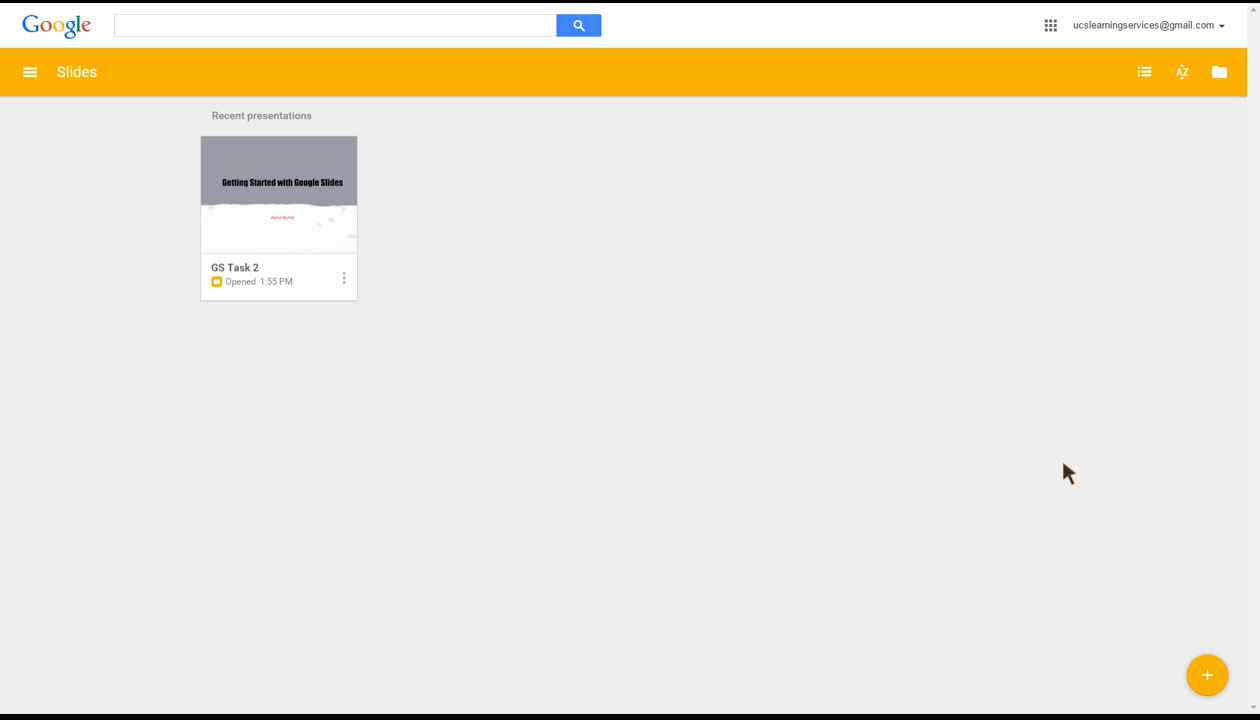 Google
ucslearningservices@gmail.com
Slides
AZ
Recent presentations
Getting Started with Google Slides
GS Task 2
Opened 1:55 PM